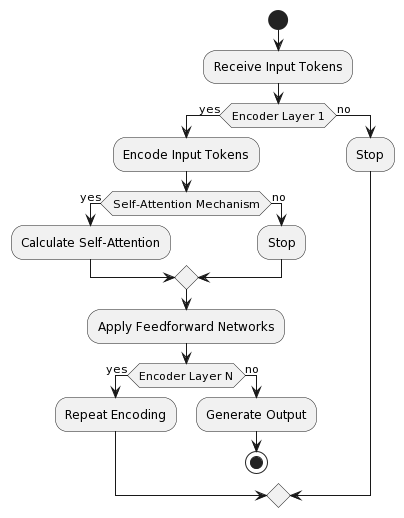 Receive Input Tokens
yes
Encoder Layer 1
no
Encode Input Tokens
Stop
yes
Self-Attention Mechanism
no
Calculate Self-Attention
Stop
Apply Feedforward Networks
yes
Encoder Layer N
no
Repeat Encoding
Generate Output